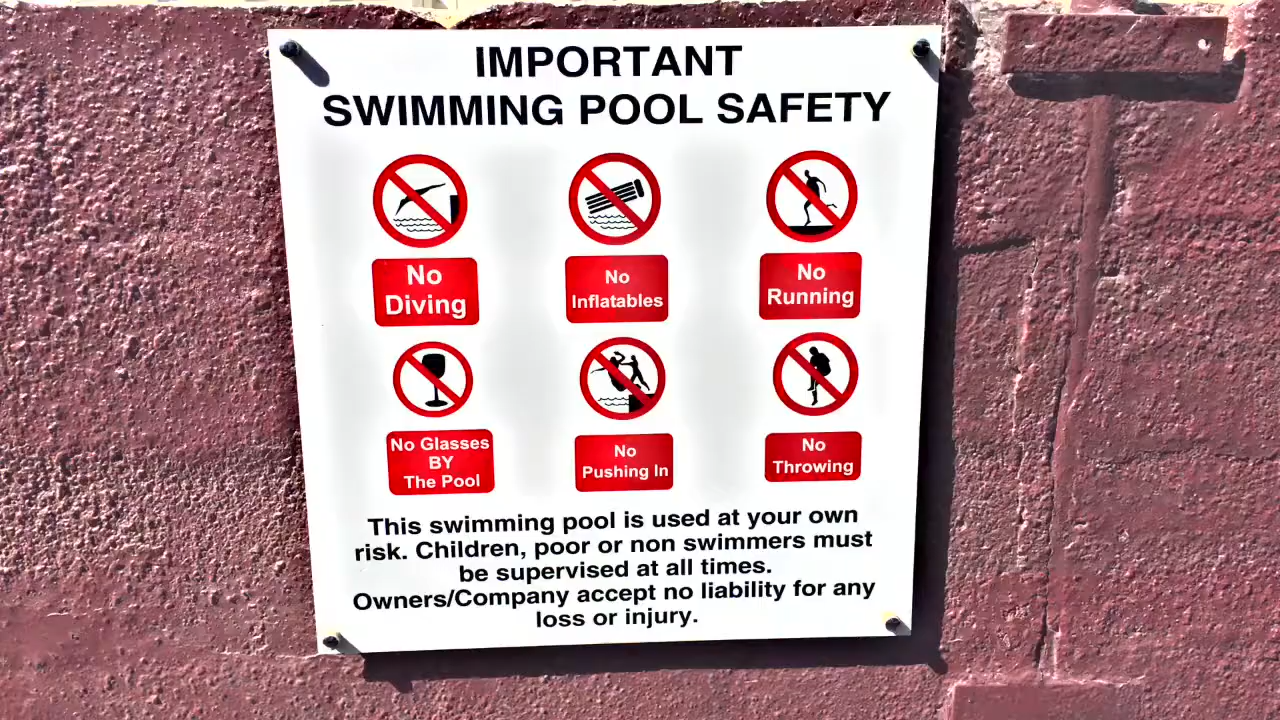 IMPORTANT
SWIMMING POOL SAFETY
No
Diving
No
Inflatables
No
Running
No Glasses
BY
The Pool
No
Pushing In
No
Throwing
This swimming pool is used at your own
risk. Children, poor or non swimmers must
be supervised at all times.
Owners/Company accept no liability for any
loss or injury.